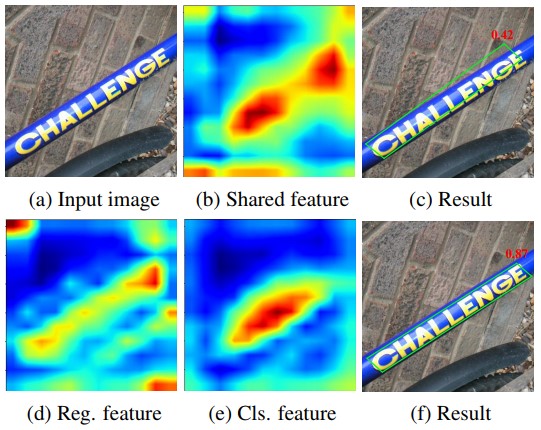 CHALLENGE
0.42
CHALLENGE
(a) Input image
(b) Shared feature
(c) Result
0.87
CHALLENGE
(d) Reg. feature
(e) Cls. feature
(f) Result